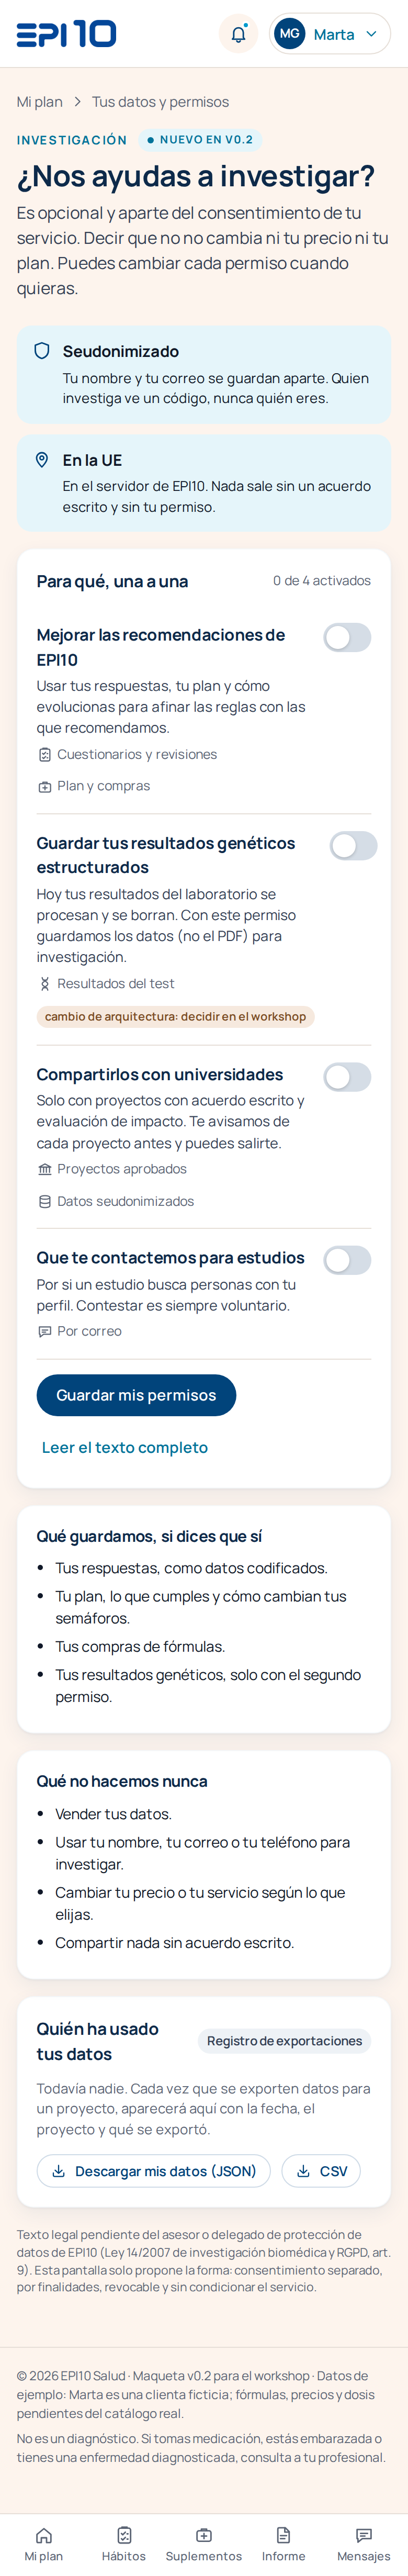 EPI10
MG Marta
Mi plan > Tus datos y permisos
INVESTIGACIÓN
NUEVO EN V0.2
¿Nos ayudas a investigar?
Es opcional y aparte del consentimiento de tu
servicio. Decir que no no cambia ni tu precio ni tu
plan. Puedes cambiar cada permiso cuando
quieras.
Seudonimizado
Tu nombre y tu correo se guardan aparte. Quien
investiga ve un código, nunca quién eres.
En la UE
En el servidor de EPI10. Nada sale sin un acuerdo
escrito y sin tu permiso.
Para qué, una a una
0 de 4 activados
Mejorar las recomendaciones de
EPI10
Usar tus respuestas, tu plan y cómo
evolucionas para afinar las reglas con las
que recomendamos.
Cuestionarios y revisiones
Plan y compras
Guardar tus resultados genéticos
estructurados
Hoy tus resultados del laboratorio se
procesan y se borran. Con este permiso
guardamos los datos (no el PDF) para
investigación.
Resultados del test
cambio de arquitectura: decidir en el workshop
Compartirlos con universidades
Solo con proyectos con acuerdo escrito y
evaluación de impacto. Te avisamos de
cada proyecto antes y puedes salirte.
Proyectos aprobados
Datos seudonimizados
Que te contactemos para estudios
Por si un estudio busca personas con tu
perfil. Contestar es siempre voluntario.
Por correo
Guardar mis permisos
Leer el texto completo
Qué guardamos, si dices que sí
• Tus respuestas, como datos codificados.
• Tu plan, lo que cumples y cómo cambian tus
semáforos.
• Tus compras de fórmulas.
• Tus resultados genéticos, solo con el segundo
permiso.
Qué no hacemos nunca
• Vender tus datos.
• Usar tu nombre, tu correo o tu teléfono para
investigar.
• Cambiar tu precio o tu servicio según lo que
elijas.
• Compartir nada sin acuerdo escrito.
Quién ha usado
tus datos
Registro de exportaciones
Todavía nadie. Cada vez que se exporten datos para
un proyecto, aparecerá aquí con la fecha, el
proyecto y qué se exportó.
Descargar mis datos (JSON)
CSV
Texto legal pendiente del asesor o delegado de protección de
datos de EPI10 (Ley 14/2007 de investigación biomédica y RGPD, art.
9). Esta pantalla solo propone la forma: consentimiento separado,
por finalidades, revocable y sin condicionar el servicio.
© 2026 EPI10 Salud · Maqueta v0.2 para el workshop · Datos de
ejemplo: Marta es una clienta ficticia; fórmulas, precios y dosis
pendientes del catálogo real.
No es un diagnóstico. Si tomas medicación, estás embarazada o
tienes una enfermedad diagnosticada, consulta a tu profesional.
Mi plan
Hábitos
Suplementos
Informe
Mensajes